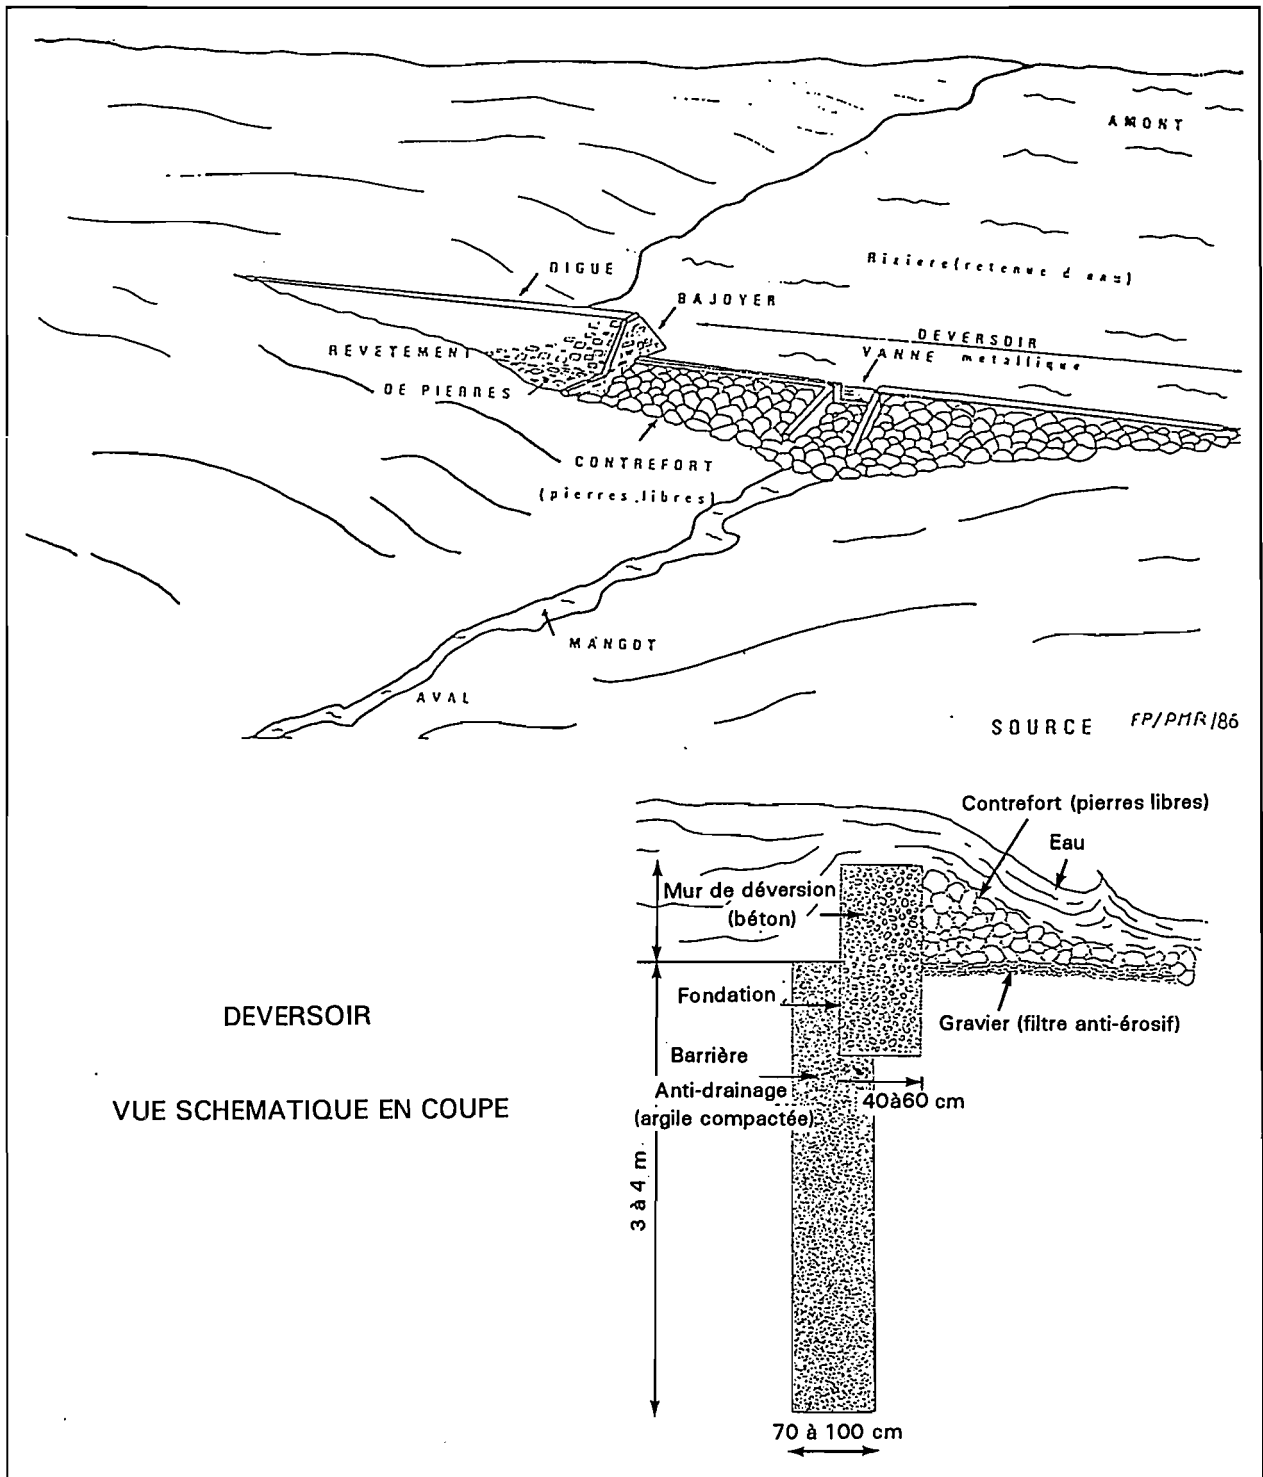 AMONT
Rizière (retenue d eau)
DIGUE
BAJOYER
DEVERSOIR
VANNE métallique
REVETEMENT
DE PIERRES
CONTREFORT
(pierres libres)
MANGOT
AVAL
SOURCE FP/PMR/86
Contrefort (pierres libres)
Eau
Mur de déversion
(béton)
Fondation
Gravier (filtre anti-érosif)
Barrière
Anti-drainage
(argile compactée)
40à60 cm
3 à 4 m
70 à 100 cm
DEVERSOIR
VUE SCHEMATIQUE EN COUPE